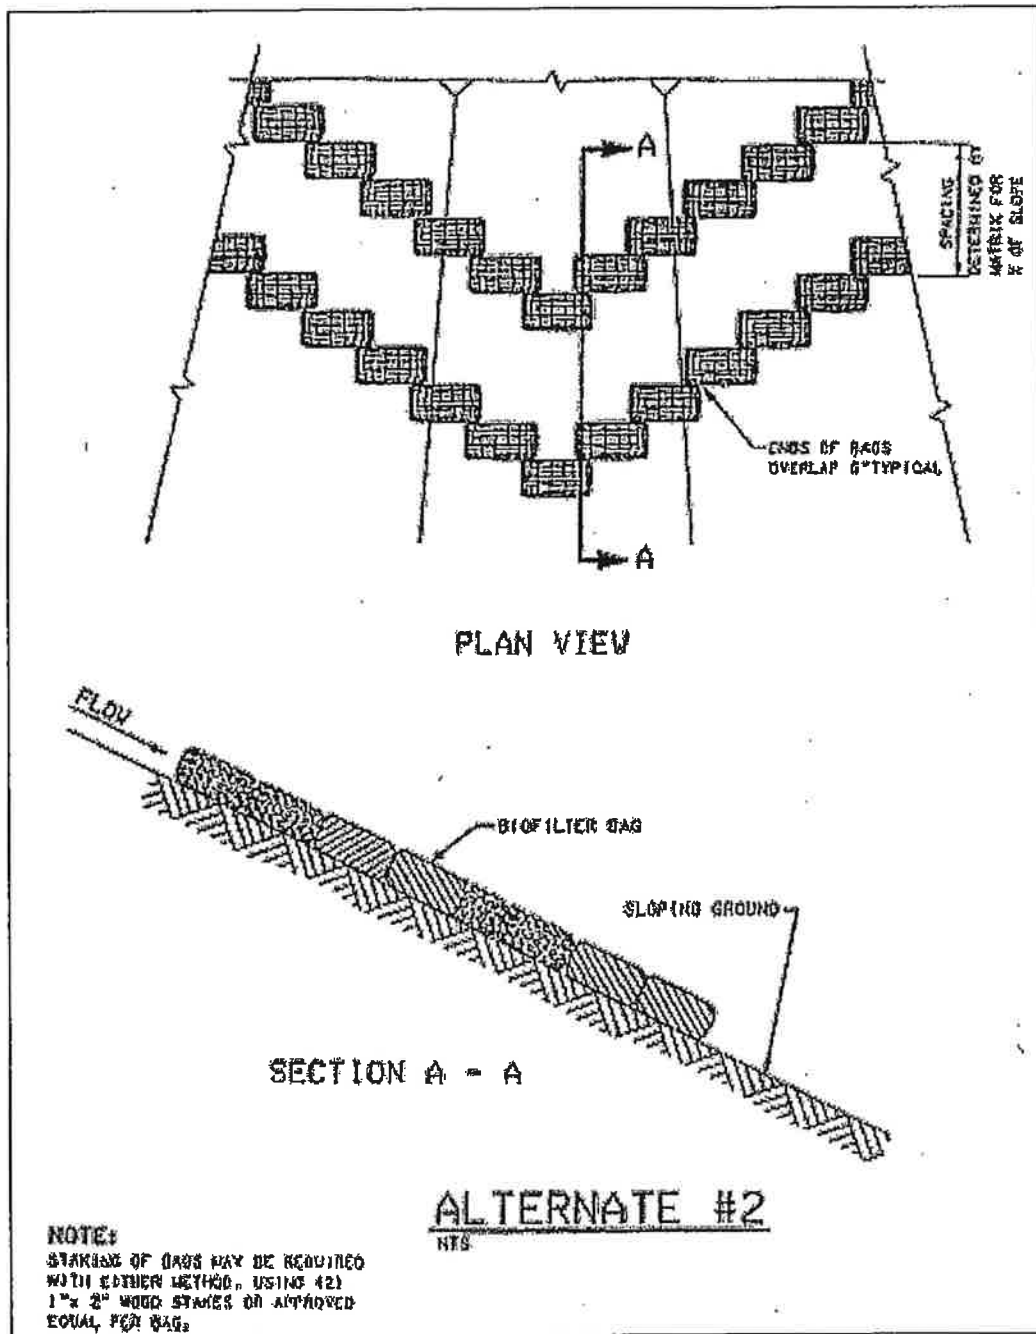 A
SPACING
DETERMINED BY
MATRIX FOR
% OF SLOPE
ENDS OF BAGS
OVERLAP 6" TYPICAL
A
PLAN VIEW
FLOW
BIOFILTER BAG
SLOPING GROUND
SECTION A - A
ALTERNATE #2
NTS
NOTE:
STAKING OF BAGS MAY BE REQUIRED
WITH EITHER METHOD, USING (2)
1" x 2" WOOD STAKES OR APPROVED
EQUAL PER BAG.